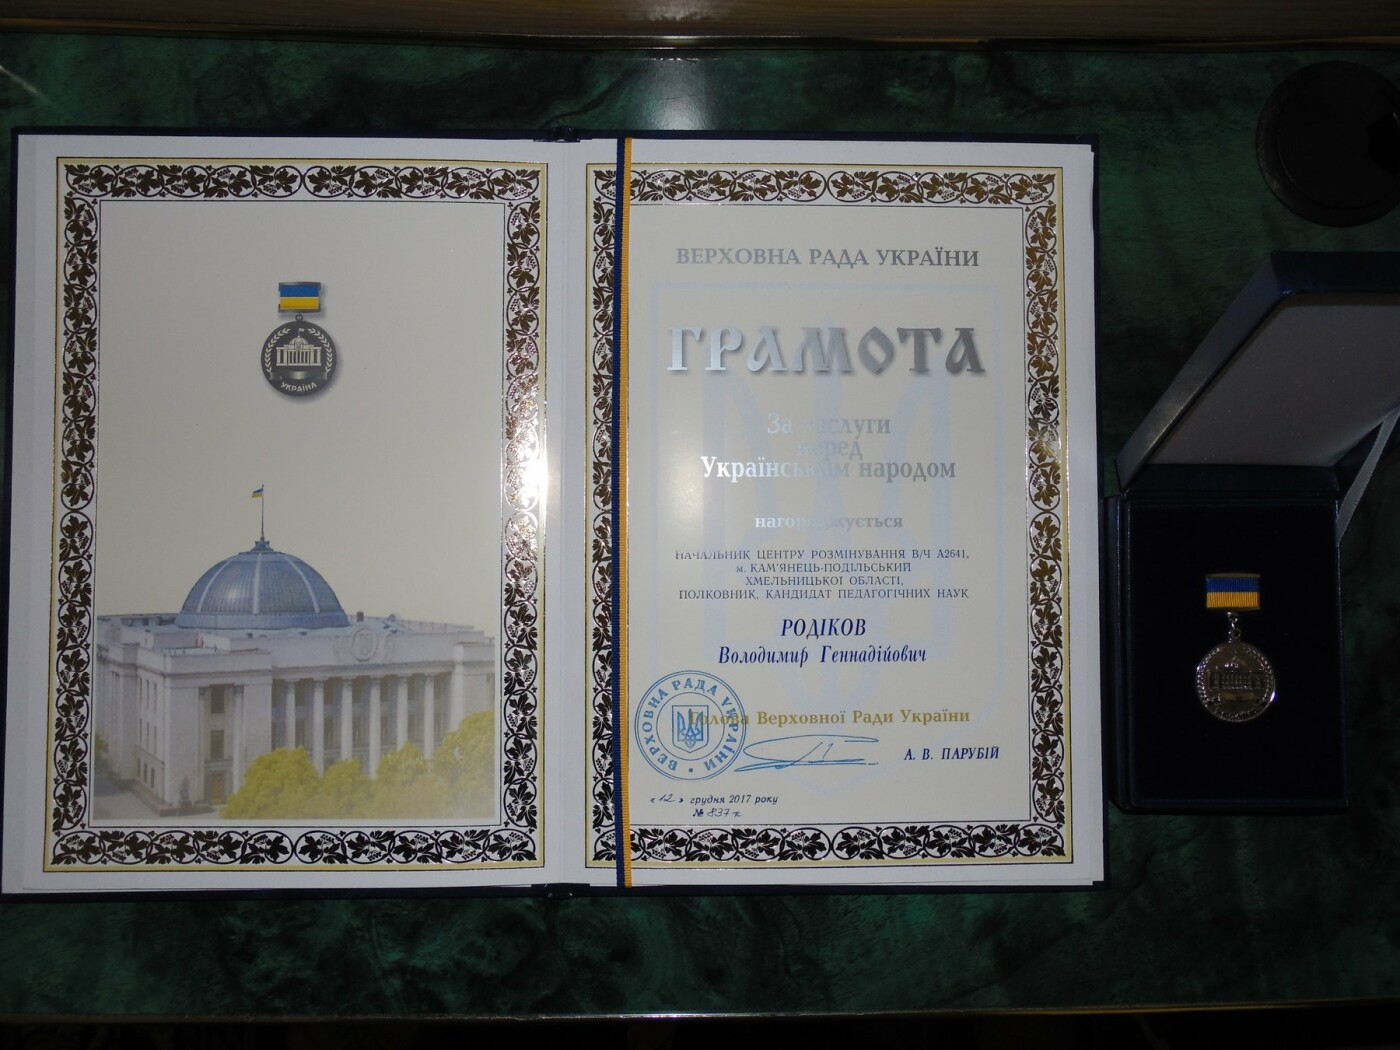 УКРАЇНА
ВЕРХОВНА РАДА УКРАЇНИ
ГРАМОТА
За заслуги
перед
Українським народом
нагороджується
НАЧАЛЬНИК ЦЕНТРУ РОЗМІНУВАННЯ В/Ч А2641,
м. КАМ'ЯНЕЦЬ-ПОДІЛЬСЬКИЙ
ХМЕЛЬНИЦЬКОЇ ОБЛАСТІ,
ПОЛКОВНИК, КАНДИДАТ ПЕДАГОГІЧНИХ НАУК
РОДІКОВ
Володимир Геннадійович
ВЕРХОВНА РАДА УКРАЇНИ
Голова Верховної Ради України
А. В. ПАРУБІЙ
«12» грудня 2017 року
№ 837-к